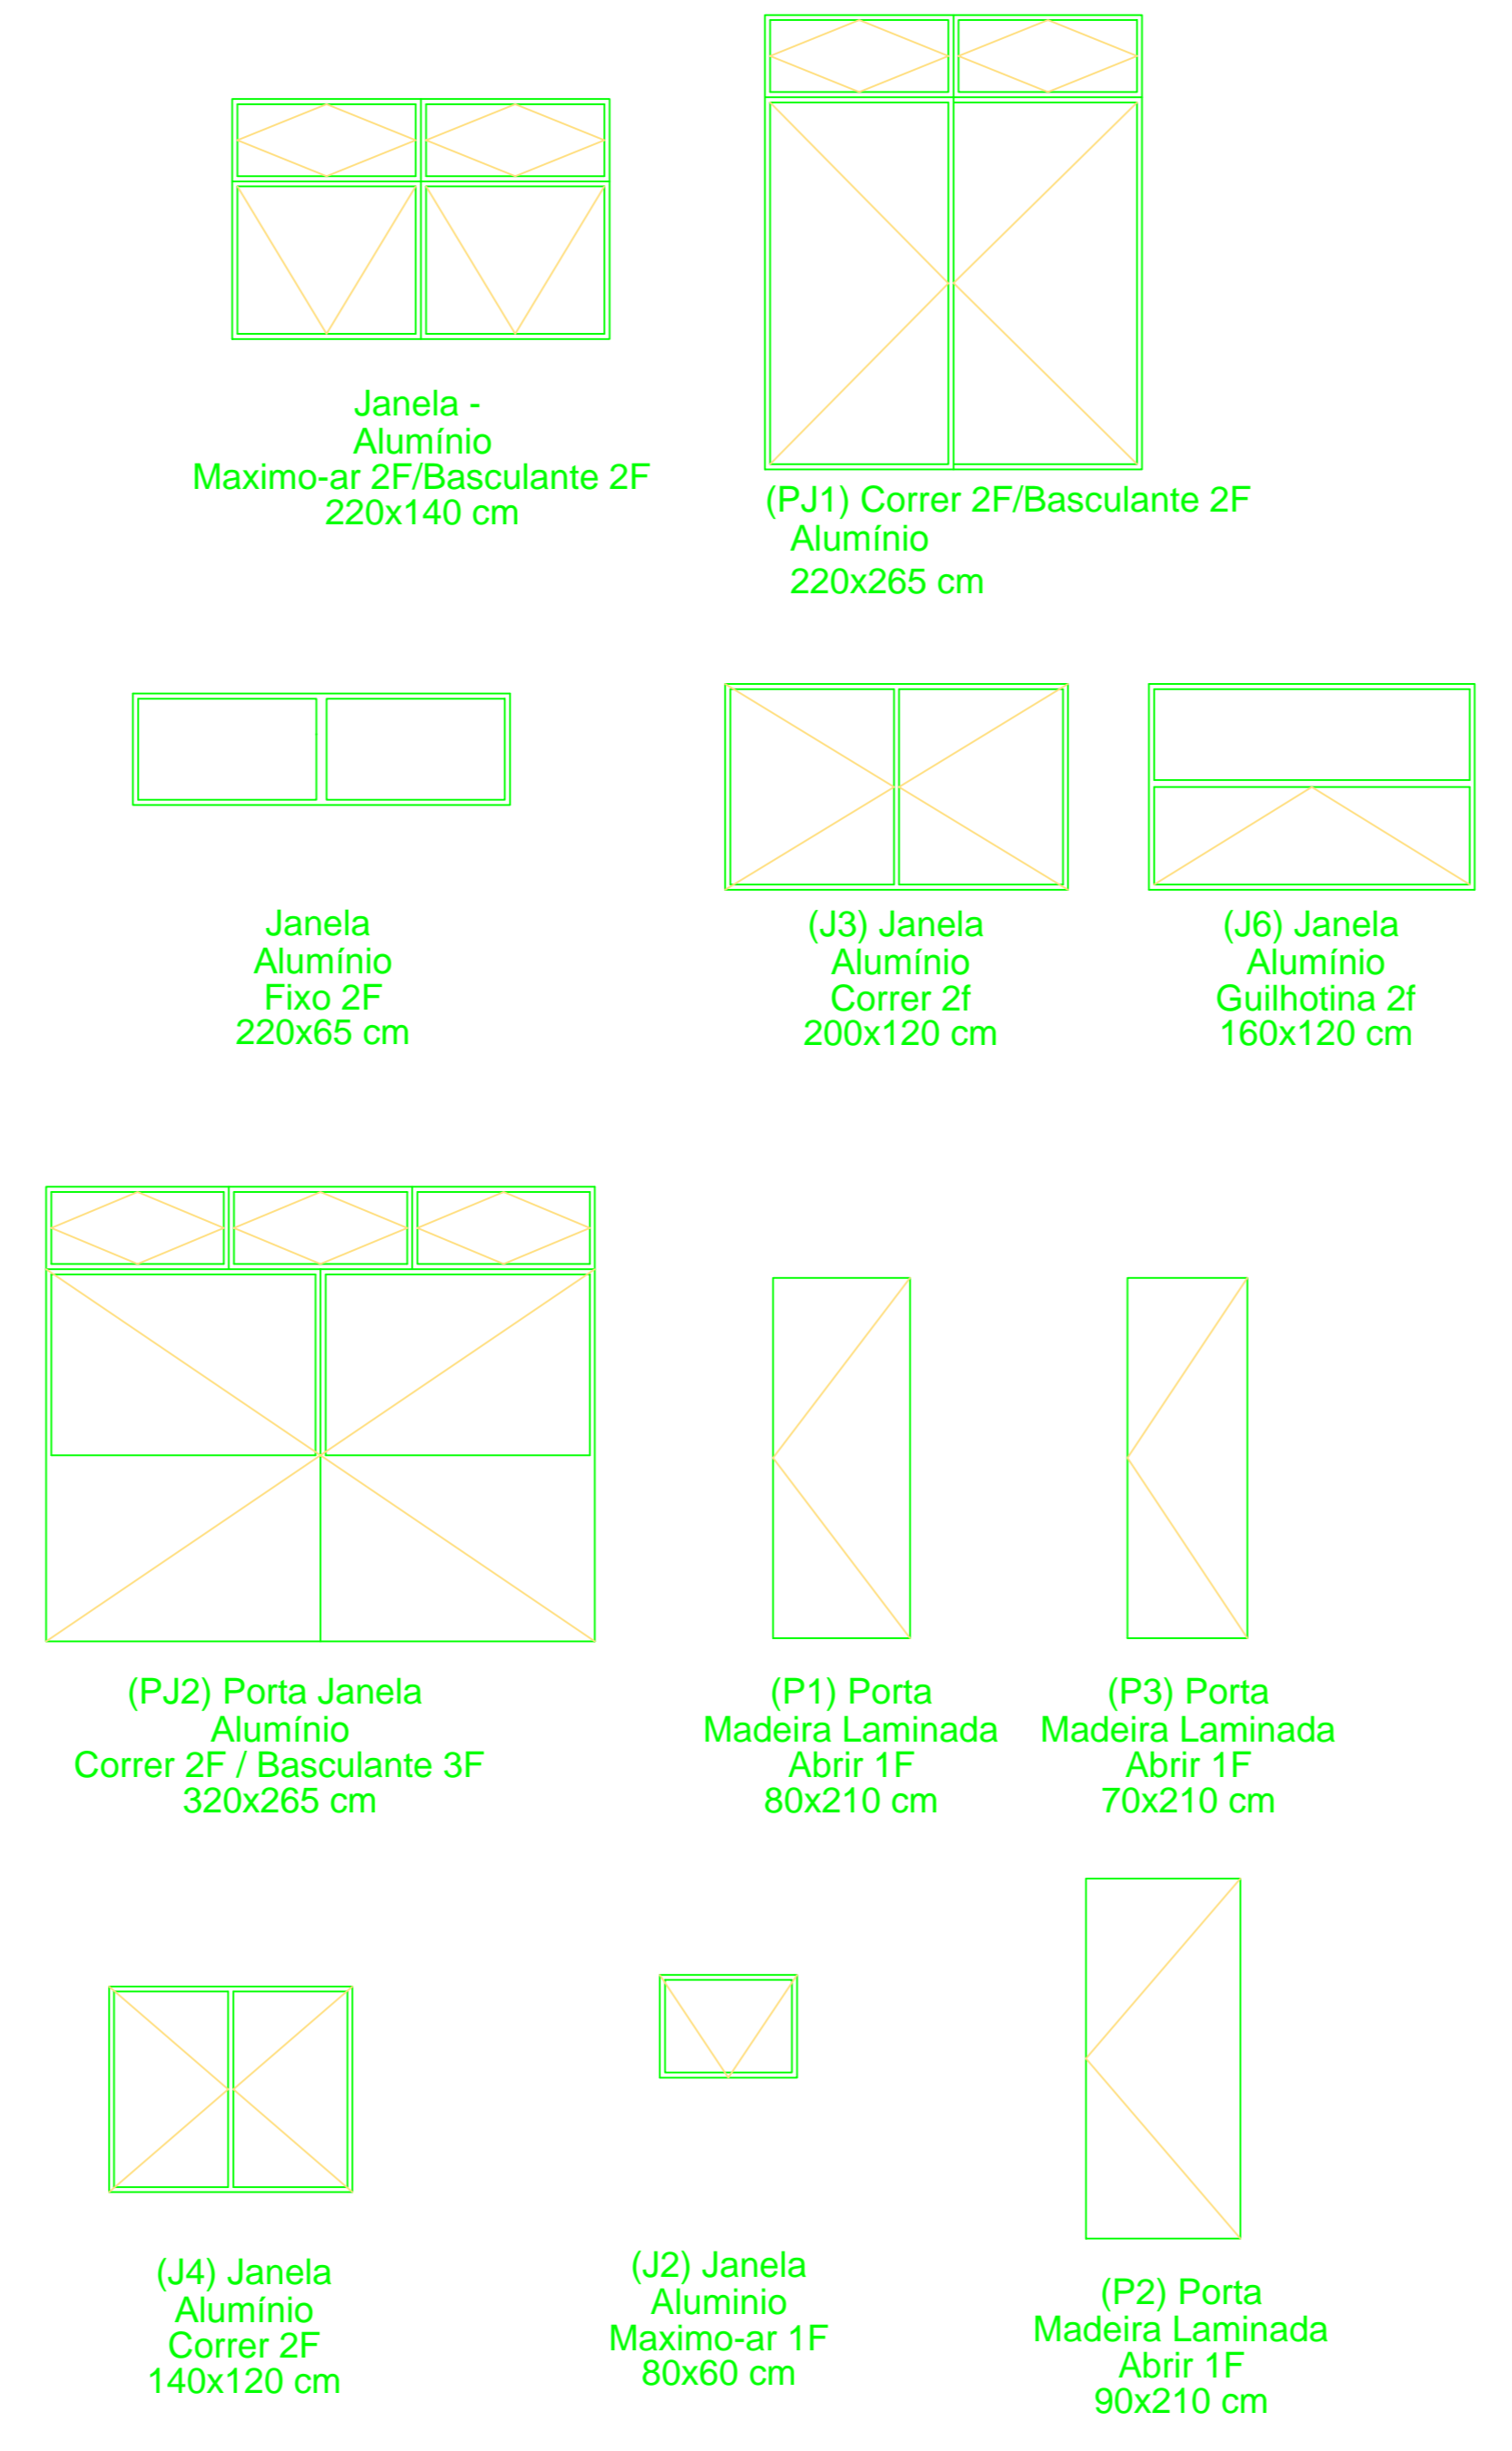 Janela -
Alumínio
Maximo-ar 2F/Basculante 2F
220x140 cm
(PJ1) Correr 2F/Basculante 2F
Alumínio
220x265 cm
Janela
Alumínio
Fixo 2F
220x65 cm
(J3) Janela
Alumínio
Correr 2f
200x120 cm
(J6) Janela
Alumínio
Guilhotina 2f
160x120 cm
(PJ2) Porta Janela
Alumínio
Correr 2F / Basculante 3F
320x265 cm
(P1) Porta
Madeira Laminada
Abrir 1F
80x210 cm
(P3) Porta
Madeira Laminada
Abrir 1F
70x210 cm
(J4) Janela
Alumínio
Correr 2F
140x120 cm
(J2) Janela
Aluminio
Maximo-ar 1F
80x60 cm
(P2) Porta
Madeira Laminada
Abrir 1F
90x210 cm